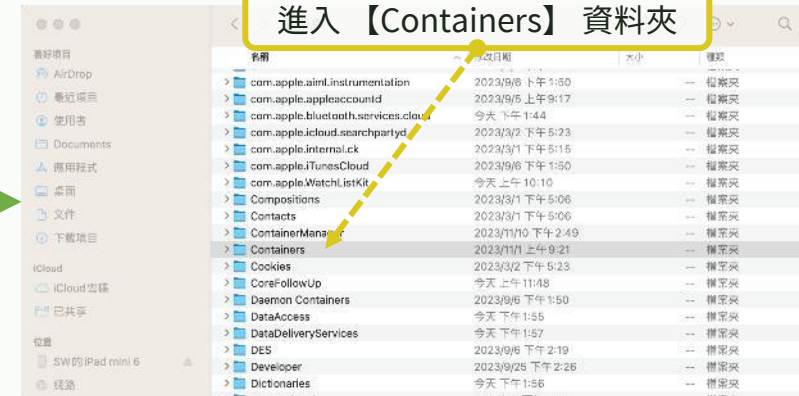 進入 【Containers】 資料夾
喜好項目
AirDrop
最近項目
使用者
Documents
應用程式
桌面
文件
下載項目
iCloud
iCloud雲碟
已共享
位置
SW的iPad mini 6
網路
名稱 修改日期 大小 種類
com.apple.aiml.instrumentation 2023/9/6 下午1:50 -- 檔案夾
com.apple.appleaccountd 2023/9/5 上午9:17 -- 檔案夾
com.apple.bluetooth.services.cloud 今天 下午1:44 -- 檔案夾
com.apple.icloud.searchpartyd 2023/3/2 下午5:23 -- 檔案夾
com.apple.internal.ck 2023/3/1 下午5:15 -- 檔案夾
com.apple.iTunesCloud 2023/9/6 下午1:50 -- 檔案夾
com.apple.WatchListKit 今天 上午10:10 -- 檔案夾
Compositions 2023/3/1 下午5:06 -- 檔案夾
Contacts 2023/3/1 下午5:06 -- 檔案夾
ContainerManager 2023/11/10 下午2:49 -- 檔案夾
Containers 2023/11/1 上午9:21 -- 檔案夾
Cookies 2023/3/2 下午5:23 -- 檔案夾
CoreFollowUp 今天 上午11:48 -- 檔案夾
Daemon Containers 2023/9/6 下午1:50 -- 檔案夾
DataAccess 今天 下午1:55 -- 檔案夾
DataDeliveryServices 今天 下午1:57 -- 檔案夾
DES 2023/9/6 下午2:19 -- 檔案夾
Developer 2023/9/25 下午2:26 -- 檔案夾
Dictionaries 今天 下午1:56 -- 檔案夾